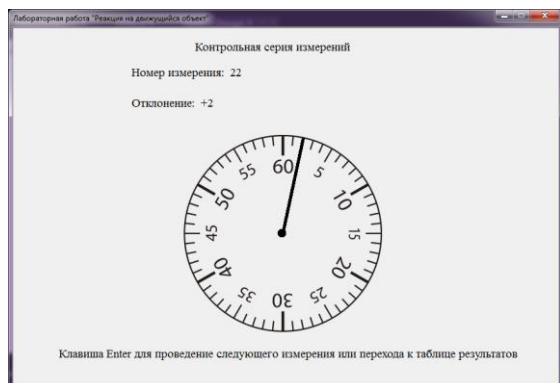 Лабораторная работа "Реакция на движущийся объект"
Контрольная серия измерений
Номер измерения: 22
Отклонение: +2
60
5
10
15
20
25
30
35
40
45
50
55
Клавиша Enter для проведение следующего измерения или перехода к таблице результатов